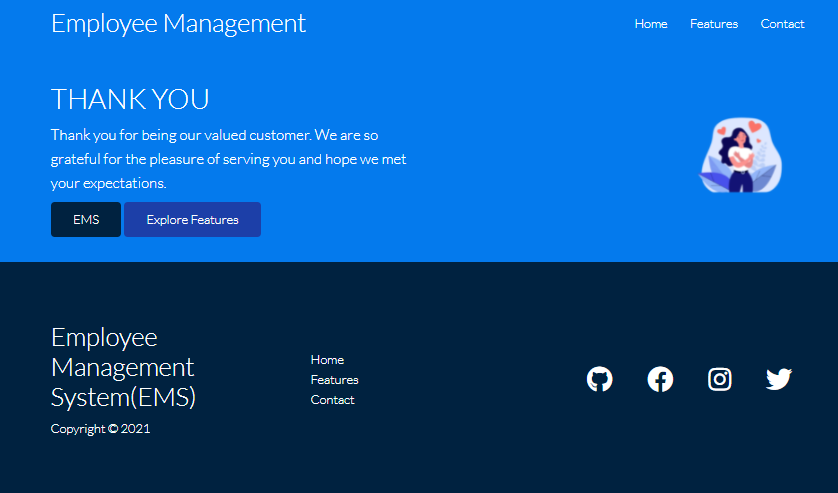 Employee Management
Home Features Contact
THANK YOU
Thank you for being our valued customer. We are so
grateful for the pleasure of serving you and hope we met
your expectations.
EMS Explore Features
Employee
Management
System(EMS)
Copyright © 2021
Home
Features
Contact